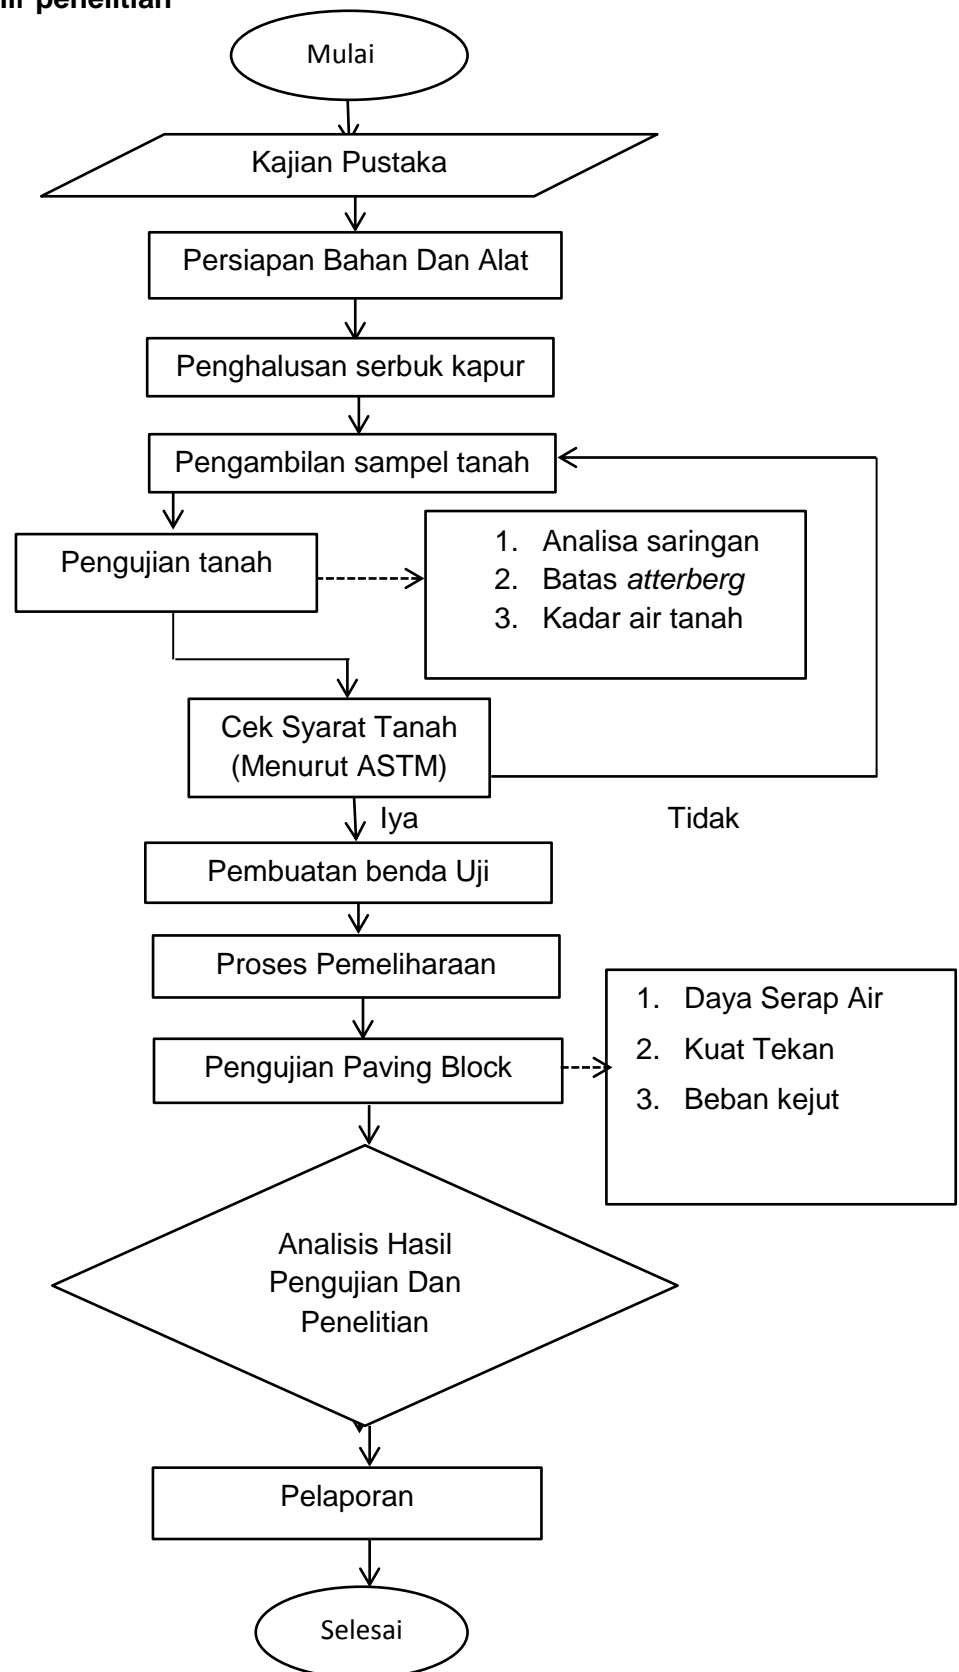 penelitian
Mulai
Kajian Pustaka
Persiapan Bahan Dan Alat
Penghalusan serbuk kapur
Pengambilan sampel tanah
Pengujian tanah
1. Analisa saringan
2. Batas atterberg
3. Kadar air tanah
Cek Syarat Tanah
(Menurut ASTM)
Iya
Tidak
Pembuatan benda Uji
Proses Pemeliharaan
Pengujian Paving Block
1. Daya Serap Air
2. Kuat Tekan
3. Beban kejut
Analisis Hasil
Pengujian Dan
Penelitian
Pelaporan
Selesai